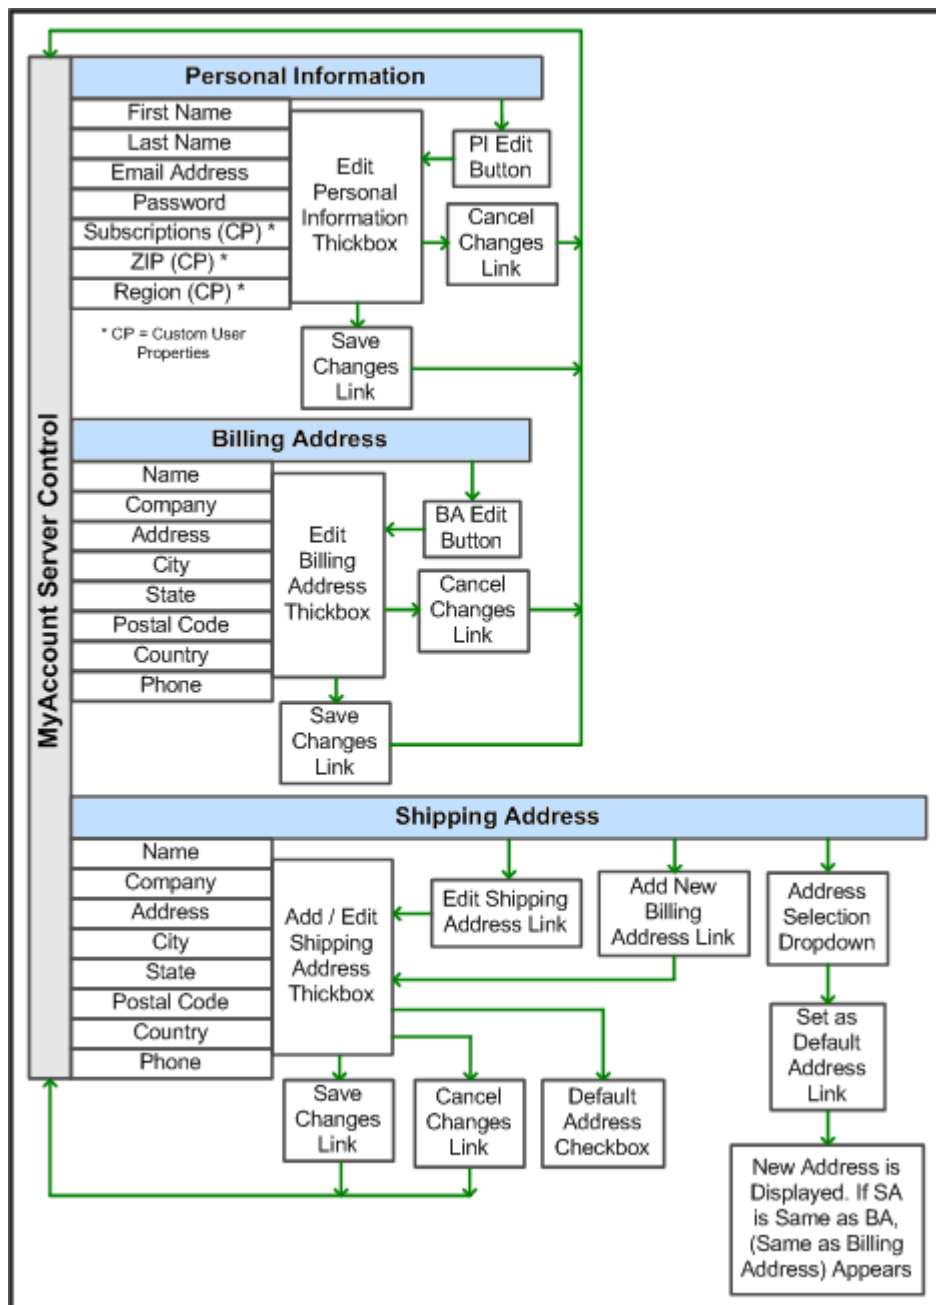 MyAccount Server Control
Personal Information
First Name
Last Name
Email Address
Password
Subscriptions (CP) *
ZIP (CP) *
Region (CP) *
* CP = Custom User
Properties
Edit
Personal
Information
Thickbox
PI Edit
Button
Cancel
Changes
Link
Save
Changes
Link
Billing Address
Name
Company
Address
City
State
Postal Code
Country
Phone
Edit
Billing
Address
Thickbox
BA Edit
Button
Cancel
Changes
Link
Save
Changes
Link
Shipping Address
Name
Company
Address
City
State
Postal Code
Country
Phone
Add / Edit
Shipping
Address
Thickbox
Edit Shipping
Address Link
Add New
Billing
Address Link
Address
Selection
Dropdown
Set as
Default
Address
Link
Save
Changes
Link
Cancel
Changes
Link
Default
Address
Checkbox
New Address is
Displayed. If SA
is Same as BA,
(Same as Billing
Address) Appears